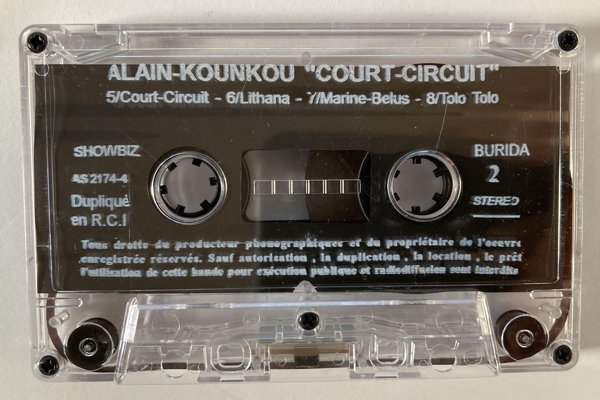 ALAIN-KOUNKOU "COURT-CIRCUIT"
5/Court-Circuit - 6/Lithana - 7/Marine-Belus - 8/Tolo Tolo
SHOWBIZ
BURIDA
AS 2174-4
2
Dupliqué
en R.C.I
STEREO
Tous droits du producteur phonographiquer et du propriétaire de l'oeuvre
enregistrée réservés. Sauf autorisation , la duplication , la location , le prêt
l'utilisation de cette bande pour exécution publique et radiodiffusion sont interdits